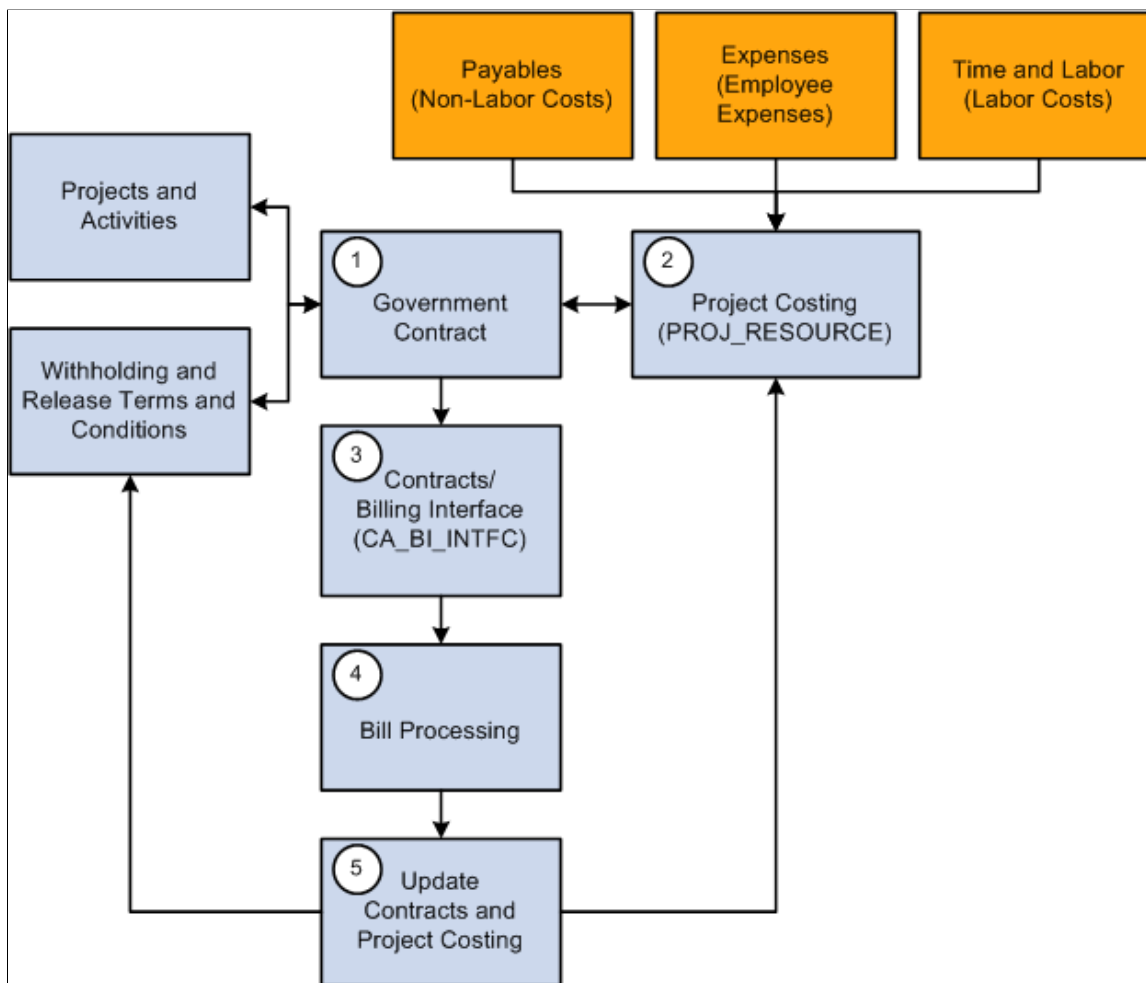 Payables
(Non-Labor Costs)
Expenses
(Employee
Expenses)
Time and Labor
(Labor Costs)
Projects and
Activities
1
Government
Contract
2
Project Costing
(PROJ_RESOURCE)
Withholding and
Release Terms and
Conditions
3
Contracts/
Billing Interface
(CA_BI_INTFC)
4
Bill Processing
5
Update
Contracts and
Project Costing